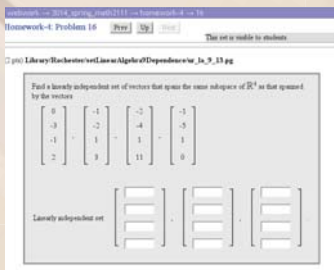 webwork → 2014_spring_math2111 → homework-4 → 16
Homework-4: Problem 16
Prev Up Next
This set is visible to students
pts) Library/Rochester/setLinearAlgebra9Dependence/ur_la_9_13.pg
Find a linearly independent set of vectors that spans the same subspace of R⁴ as that spanned
by the vectors
[0 -3 -1 2], [-1 -2 1 3], [-2 -4 1 11], [-1 -5 1 0]
Linearly independent set: